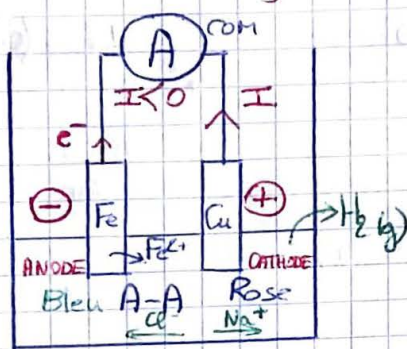 A COM
I<0 I
e⁻
⊖ Fe Cu ⊕ H₂(g)
ANODE Fe²⁺ CATHODE
Bleu A-A Rose
Cl⁻ Na⁺